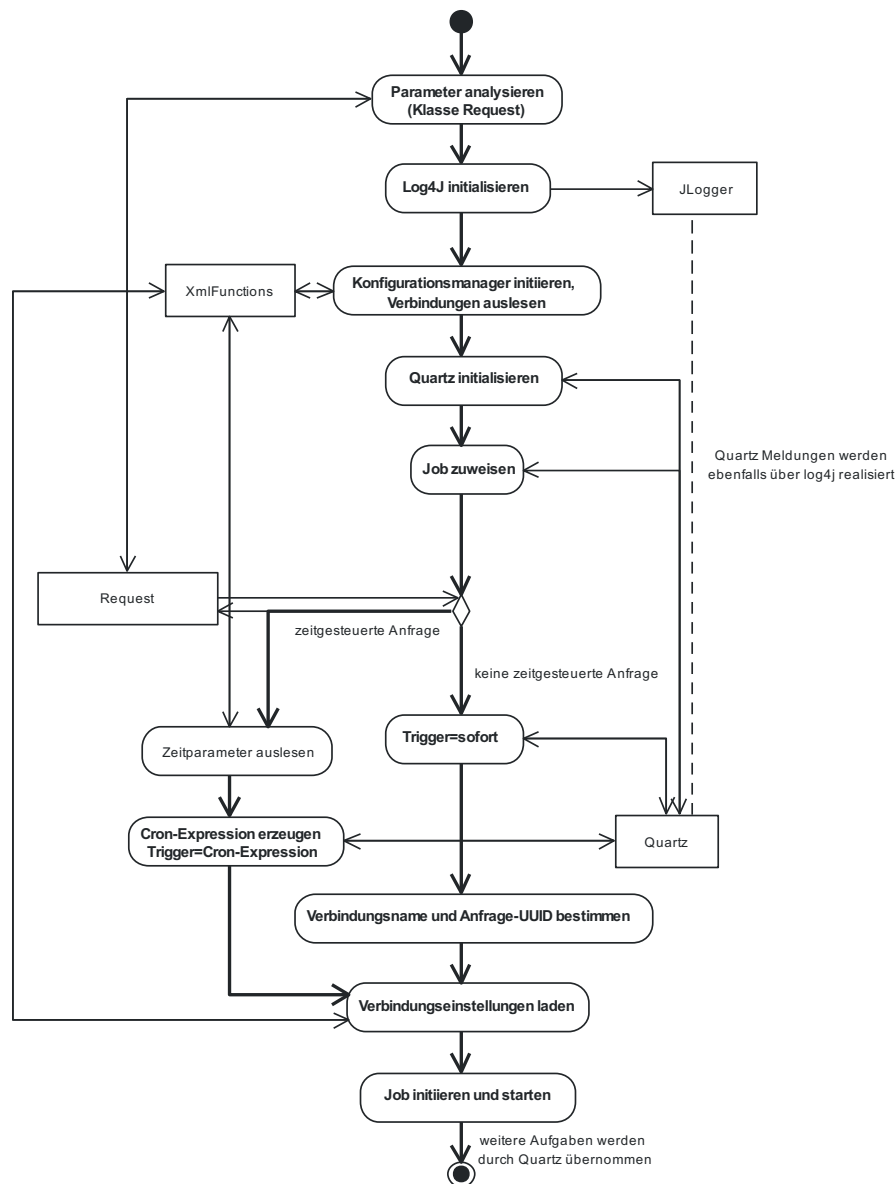 Parameter analysieren
(Klasse Request)
Log4J initialisieren
JLogger
XmlFunctions
Konfigurationsmanager initiieren,
Verbindungen auslesen
Quartz initialisieren
Quartz Meldungen werden
ebenfalls über log4j realisiert
Job zuweisen
Request
zeitgesteuerte Anfrage
keine zeitgesteuerte Anfrage
Zeitparameter auslesen
Trigger=sofort
Cron-Expression erzeugen
Trigger=Cron-Expression
Quartz
Verbindungsname und Anfrage-UUID bestimmen
Verbindungseinstellungen laden
Job initiieren und starten
weitere Aufgaben werden
durch Quartz übernommen